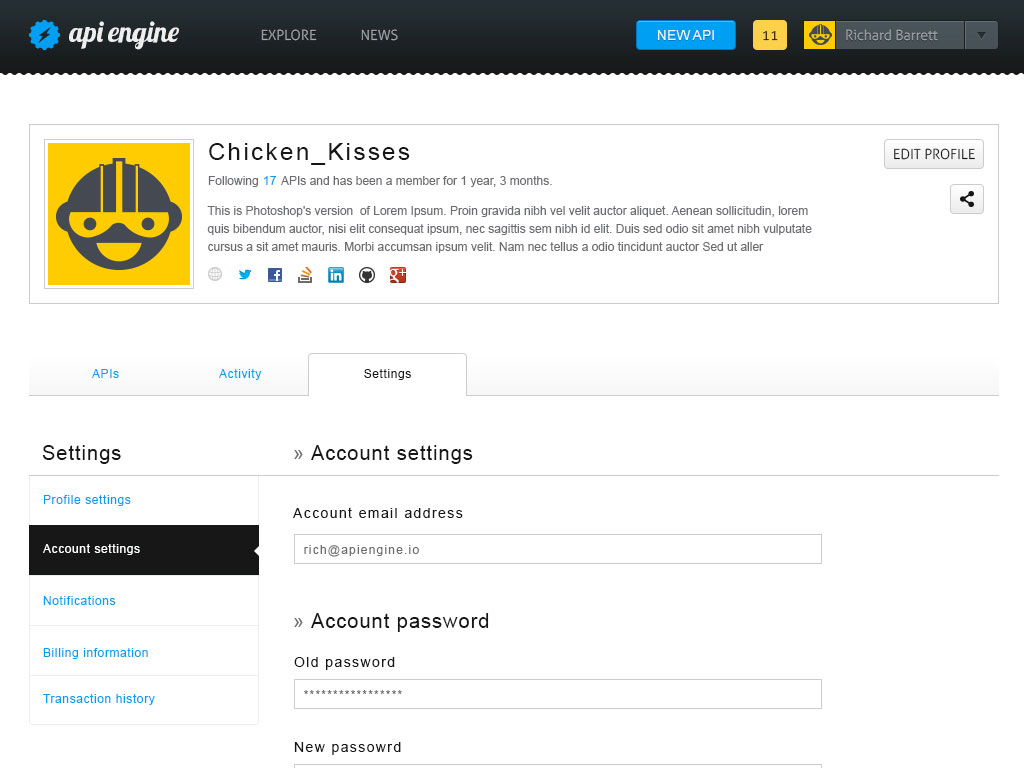 api engine
EXPLORE
NEWS
NEW API
11
Richard Barrett
Chicken_Kisses
EDIT PROFILE
Following 17 APIs and has been a member for 1 year, 3 months.
This is Photoshop's version of Lorem Ipsum. Proin gravida nibh vel velit auctor aliquet. Aenean sollicitudin, lorem
quis bibendum auctor, nisi elit consequat ipsum, nec sagittis sem nibh id elit. Duis sed odio sit amet nibh vulputate
cursus a sit amet mauris. Morbi accumsan ipsum velit. Nam nec tellus a odio tincidunt auctor Sed ut aller
APIs
Activity
Settings
Settings
» Account settings
Profile settings
Account settings
Notifications
Billing information
Transaction history
Account email address
rich@apiengine.io
» Account password
Old password
*****************
New passowrd